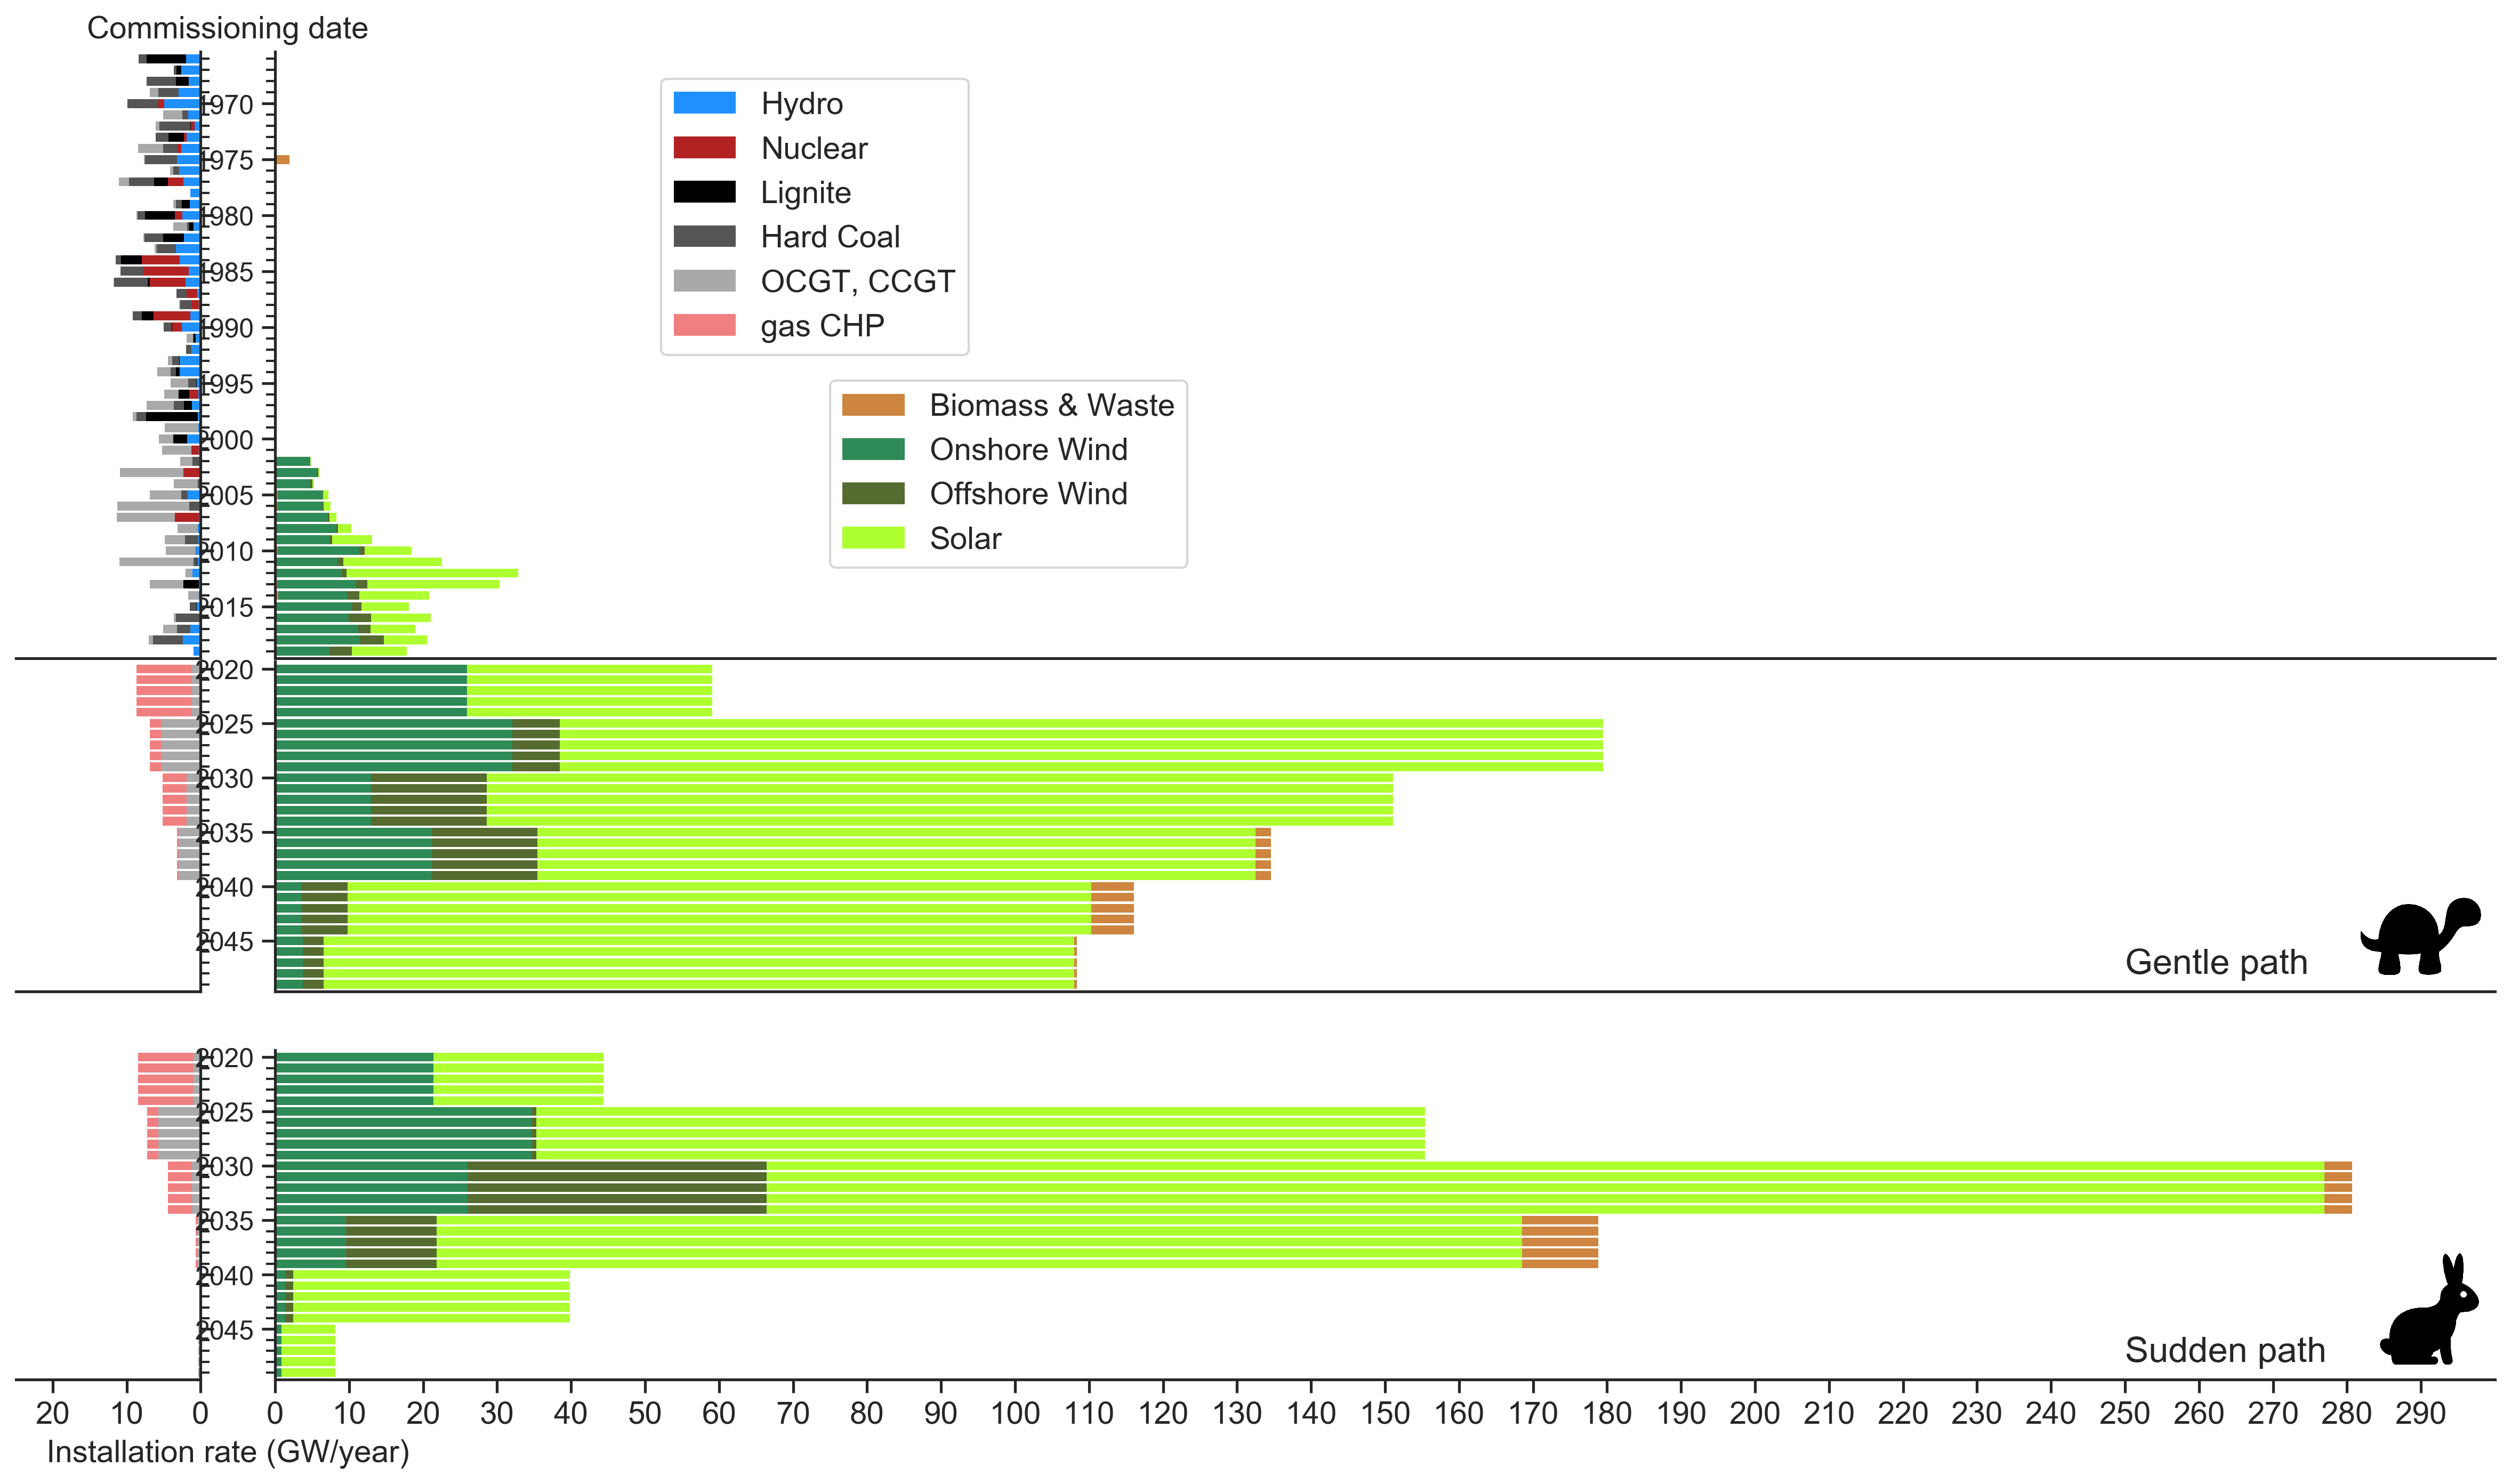 Commissioning date
1970
1975
1980
1985
1990
1995
2000
2005
2010
2015
Hydro
Nuclear
Lignite
Hard Coal
OCGT, CCGT
gas CHP
Biomass & Waste
Onshore Wind
Offshore Wind
Solar
2020
2025
2030
2035
2040
2045
Gentle path
2020
2025
2030
2035
2040
2045
Sudden path
20 10 0 0 10 20 30 40 50 60 70 80 90 100 110 120 130 140 150 160 170 180 190 200 210 220 230 240 250 260 270 280 290
Installation rate (GW/year)